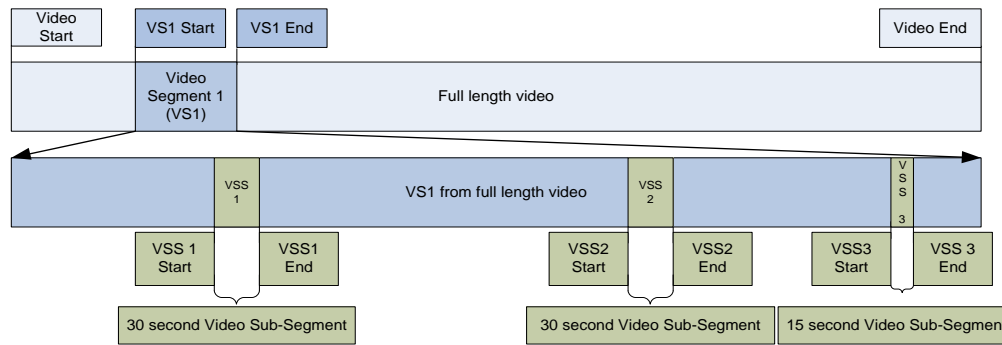 Video
Start
VS1 Start
VS1 End
Video End
Video
Segment 1
(VS1)
Full length video
VSS
1
VS1 from full length video
VSS
2
V
S
S
3
VSS 1
Start
VSS1
End
VSS2
Start
VSS2
End
VSS3
Start
VSS 3
End
30 second Video Sub-Segment
30 second Video Sub-Segment
15 second Video Sub-Segment